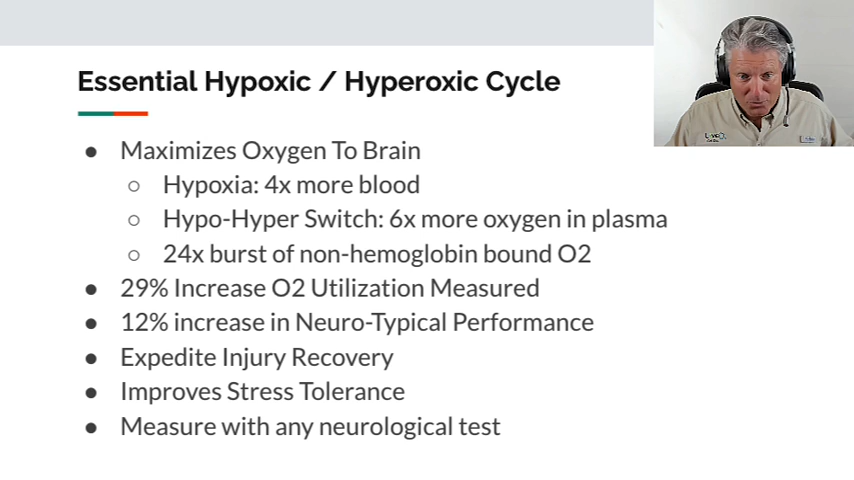 Essential Hypoxic / Hyperoxic Cycle
● Maximizes Oxygen To Brain
○ Hypoxia: 4x more blood
○ Hypo-Hyper Switch: 6x more oxygen in plasma
○ 24x burst of non-hemoglobin bound O2
● 29% Increase O2 Utilization Measured
● 12% increase in Neuro-Typical Performance
● Expedite Injury Recovery
● Improves Stress Tolerance
● Measure with any neurological test